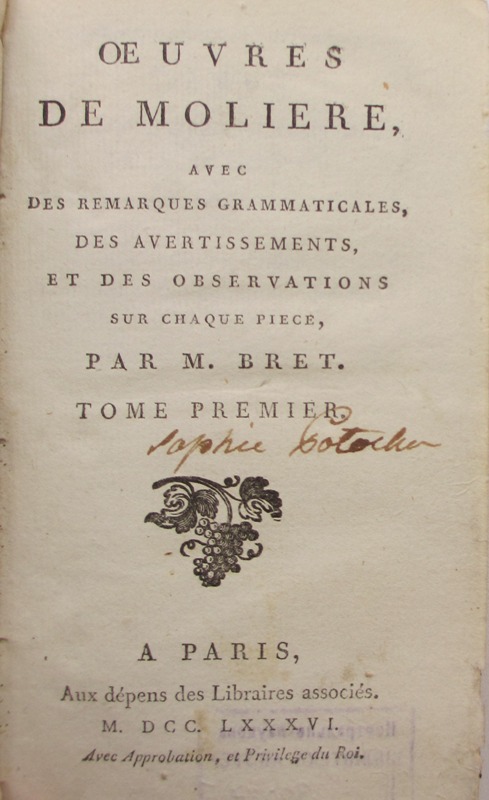 ŒUVRES
DE MOLIERE,
AVEC
DES REMARQUES GRAMMATICALES,
DES AVERTISSEMENTS,
ET DES OBSERVATIONS
SUR CHAQUE PIECE,
PAR M. BRET.
TOME PREMIER.
sophie
A PARIS,
Aux dépens des Libraires associés.
M. DCC. LXXXVI.
Avec Approbation, et Privilege du Roi.